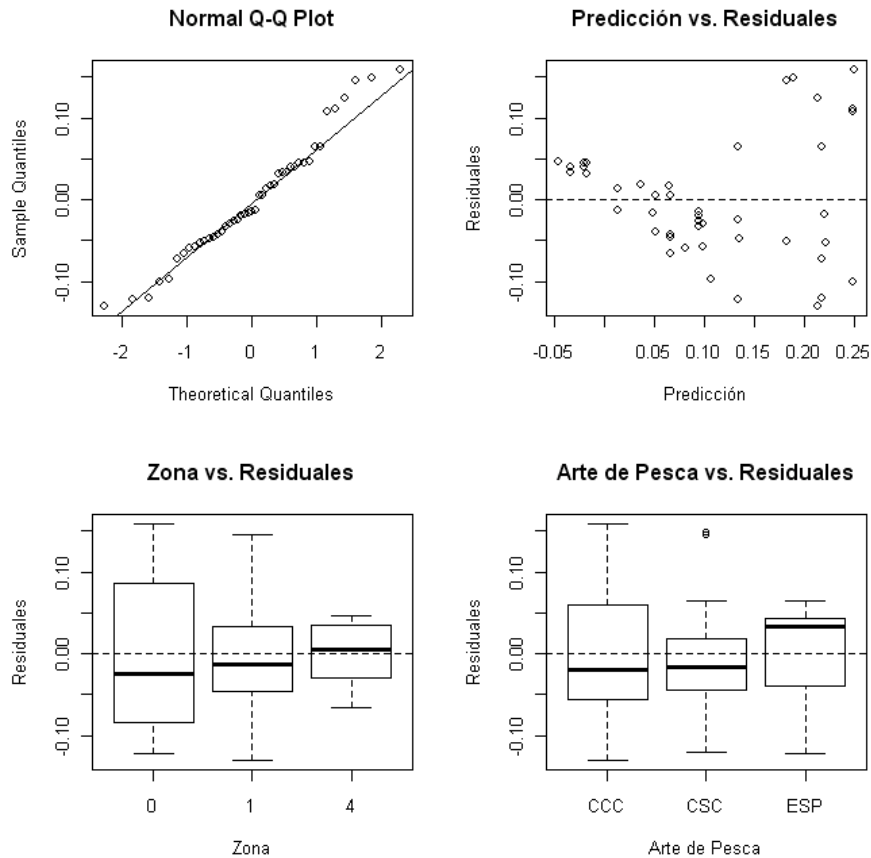 Normal Q-Q Plot
Sample Quantiles
-0.10 0.00 0.10
-2 -1 0 1 2
Theoretical Quantiles
Predicción vs. Residuales
Residuales
-0.10 0.00 0.10
-0.05 0.05 0.10 0.15 0.20 0.25
Predicción
Zona vs. Residuales
Residuales
-0.10 0.00 0.10
0 1 4
Zona
Arte de Pesca vs. Residuales
Residuales
-0.10 0.00 0.10
CCC CSC ESP
Arte de Pesca